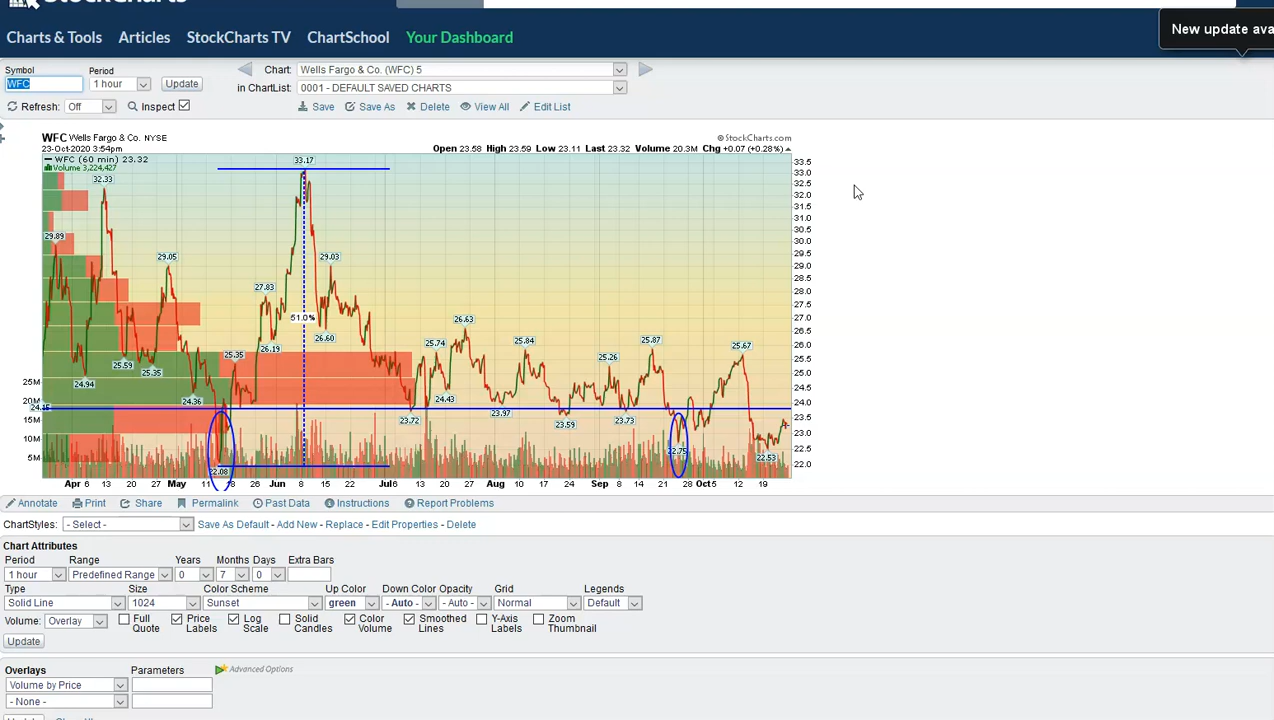 StockCharts
New update ava
Charts & Tools Articles StockCharts TV ChartSchool Your Dashboard
Symbol Period
WFC 1 hour Update
Chart: Wells Fargo & Co. (WFC) 5
in ChartList: 0001 - DEFAULT SAVED CHARTS
Refresh: Off Inspect
Save Save As Delete View All Edit List
WFC Wells Fargo & Co. NYSE
© StockCharts.com
23-Oct-2020 3:54pm
Open 23.58 High 23.59 Low 23.11 Last 23.32 Volume 20.3M Chg +0.07 (+0.28%)
WFC (60 min) 23.32
Volume 3,224,427
33.17
33.5
33.0
32.33
32.5
32.0
31.5
31.0
30.5
29.89
30.0
29.5
29.05
29.03
29.0
28.5
28.0
27.83
27.5
51.0%
27.0
26.63
26.5
26.60
26.19
26.0
25.74
25.84
25.87
25.67
25.5
25.59
25.35
25.35
25.26
25.0
24.94
24.5
24.36
24.43
24.0
24.15
23.97
23.72
23.59
23.73
23.5
23.0
22.75
22.5
22.53
22.08
22.0
25M
20M
15M
10M
5M
Apr 6 13 20 27 May 11 18 26 Jun 8 15 22 Jul 6 13 20 27 Aug 10 17 24 Sep 8 14 21 28 Oct 5 12 19
Annotate Print Share Permalink Past Data Instructions Report Problems
ChartStyles: - Select - Save As Default - Add New - Replace - Edit Properties - Delete
Chart Attributes
Period Range Years Months Days Extra Bars
1 hour Predefined Range 0 7 0
Type Size Color Scheme Up Color Down Color Opacity Grid Legends
Solid Line 1024 Sunset green - Auto - - Auto - Normal Default
Volume: Overlay Full Quote Price Labels Log Scale Solid Candles Color Volume Smoothed Lines Y-Axis Labels Zoom Thumbnail
Update
Overlays Parameters Advanced Options
Volume by Price
- None -